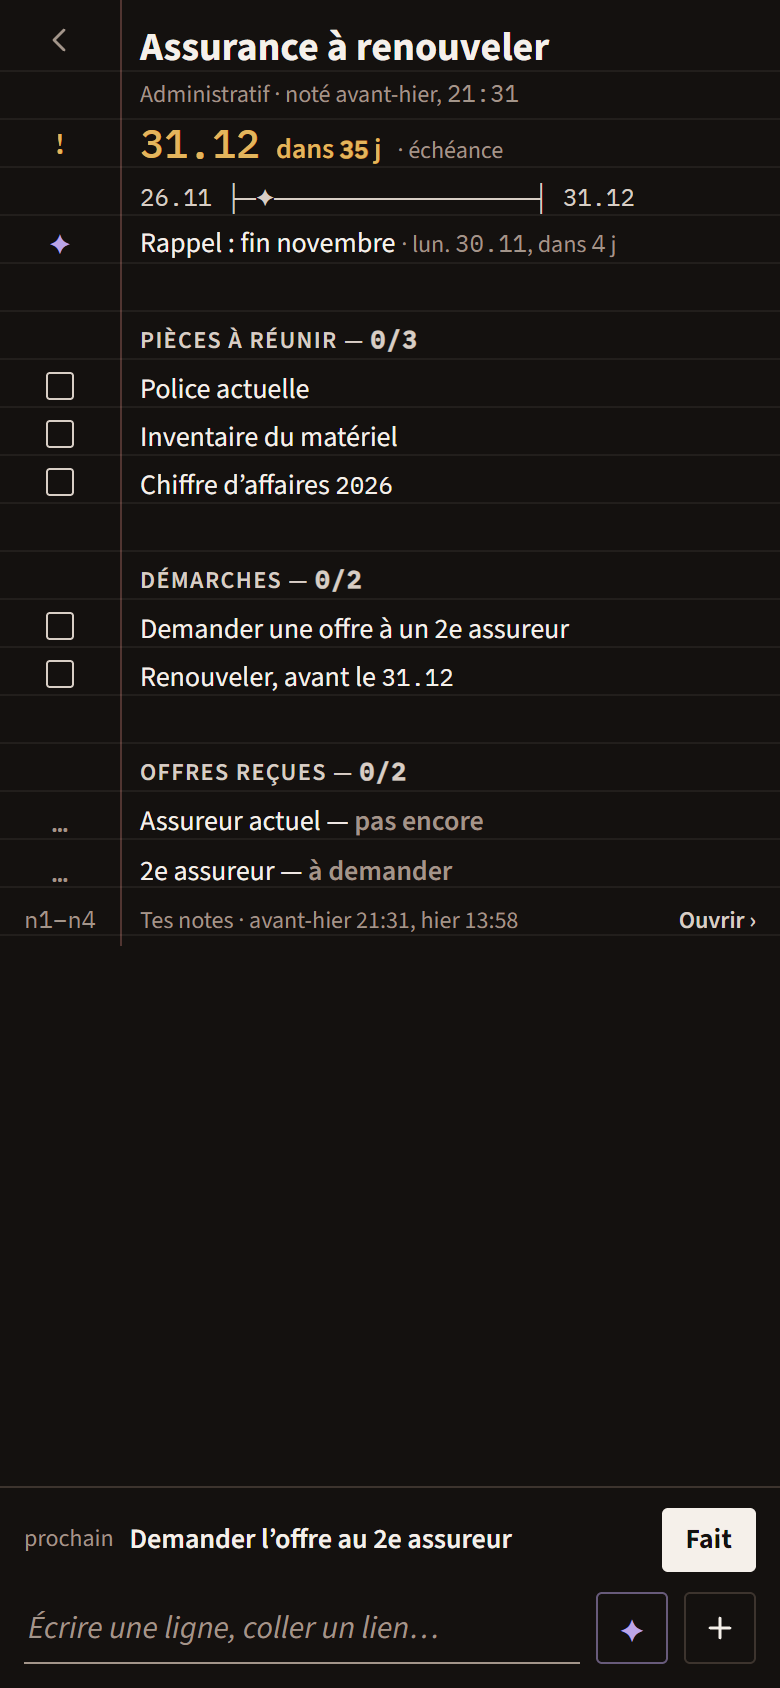 Assurance à renouveler
Administratif · noté avant-hier, 21:31
! 31.12 dans 35 j · échéance
26.11 31.12
Rappel : fin novembre · lun. 30.11, dans 4 j
PIÈCES À RÉUNIR — 0/3
Police actuelle
Inventaire du matériel
Chiffre d’affaires 2026
DÉMARCHES — 0/2
Demander une offre à un 2e assureur
Renouveler, avant le 31.12
OFFRES REÇUES — 0/2
… Assureur actuel — pas encore
… 2e assureur — à demander
n1–n4 Tes notes · avant-hier 21:31, hier 13:58 Ouvrir ›
prochain Demander l’offre au 2e assureur Fait
Écrire une ligne, coller un lien…